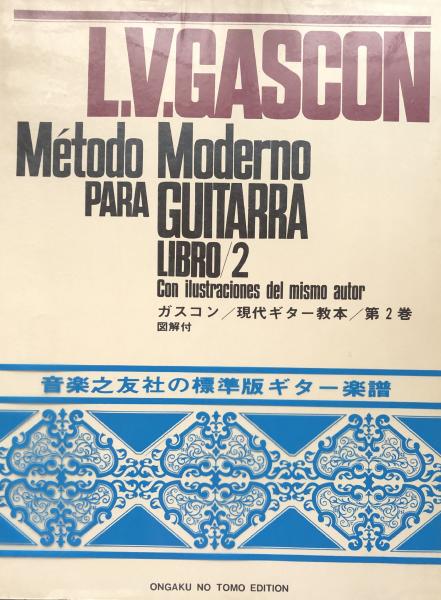 L.V.GASCON
Método Moderno
PARA GUITARRA
LIBRO/2
Con ilustraciones del mismo autor
ガスコン/現代ギター教本/第2巻
図解付
音楽之友社の標準版ギター楽譜
ONGAKU NO TOMO EDITION